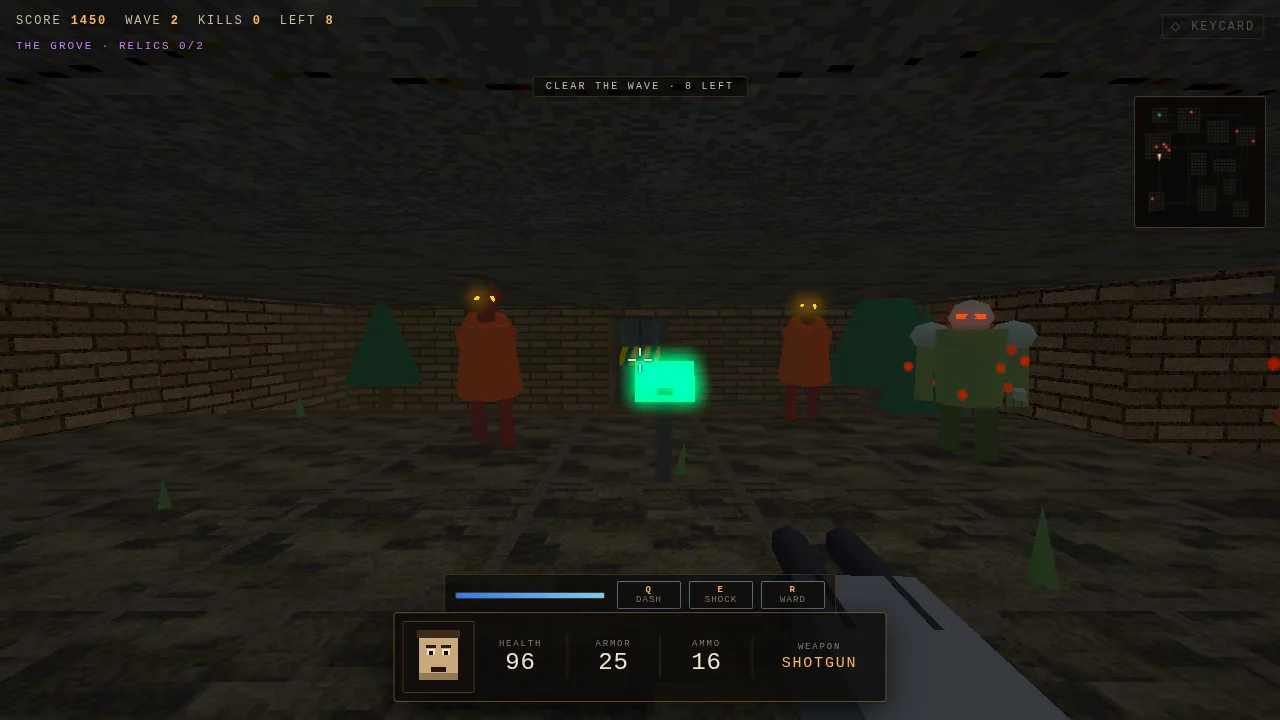 SCORE 1450 WAVE 2 KILLS 0 LEFT 8
◇ KEYCARD
THE GROVE · RELICS 0/2
CLEAR THE WAVE · 8 LEFT
Q E R
DASH SHOCK WARD
HEALTH ARMOR AMMO WEAPON
96 25 16 SHOTGUN